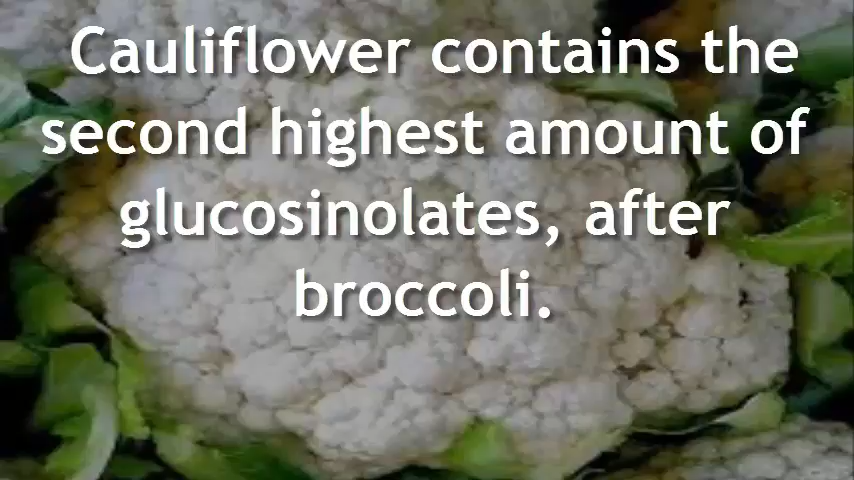 Cauliflower contains the
second highest amount of
glucosinolates, after
broccoli.